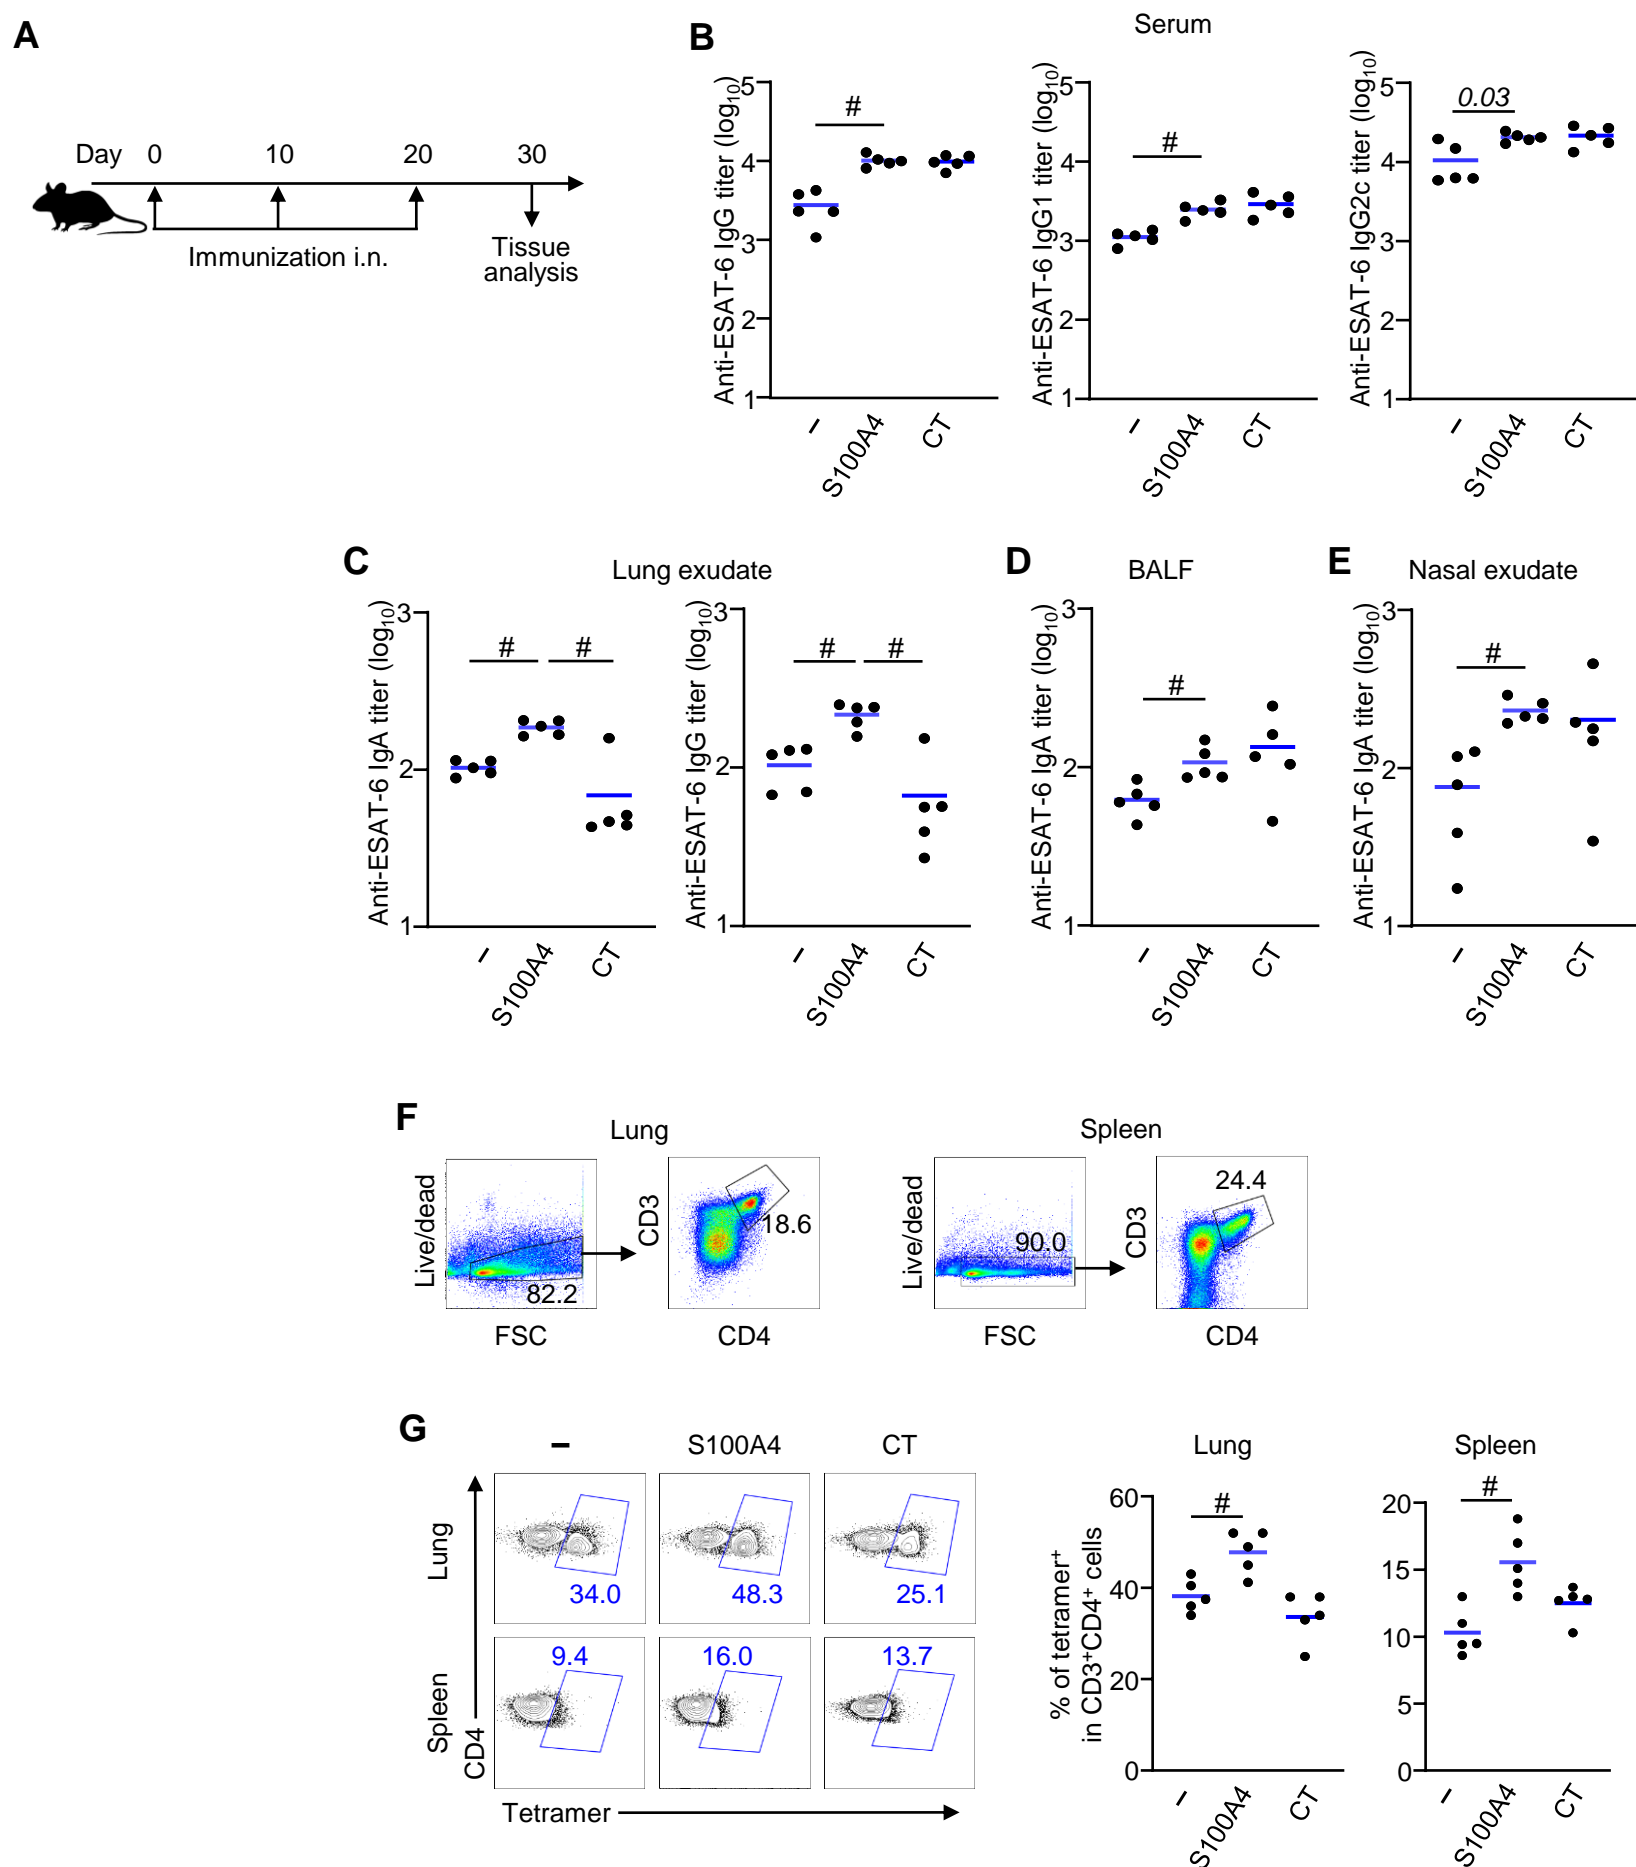 A
Day 0 10 20 30
Immunization i.n.
Tissue
analysis
B
Serum
Anti-ESAT-6 IgG titer (log10)
5
4
3
2
1
#
–
S100A4
CT
Anti-ESAT-6 IgG1 titer (log10)
5
4
3
2
1
#
–
S100A4
CT
Anti-ESAT-6 IgG2c titer (log10)
5
4
3
2
1
0.03
–
S100A4
CT
C
Lung exudate
Anti-ESAT-6 IgA titer (log10)
3
2
1
# #
–
S100A4
CT
Anti-ESAT-6 IgG titer (log10)
3
2
1
# #
–
S100A4
CT
D
BALF
Anti-ESAT-6 IgA titer (log10)
3
2
1
#
–
S100A4
CT
E
Nasal exudate
Anti-ESAT-6 IgA titer (log10)
3
2
1
#
–
S100A4
CT
F
Lung
Live/dead
82.2
FSC
CD3
18.6
CD4
Spleen
Live/dead
90.0
FSC
CD3
24.4
CD4
G
– S100A4 CT
Lung
34.0 48.3 25.1
Spleen
9.4 16.0 13.7
CD4
Tetramer
Lung
% of tetramer+
in CD3+CD4+ cells
60
40
20
0
#
–
S100A4
CT
Spleen
20
15
10
5
0
#
–
S100A4
CT